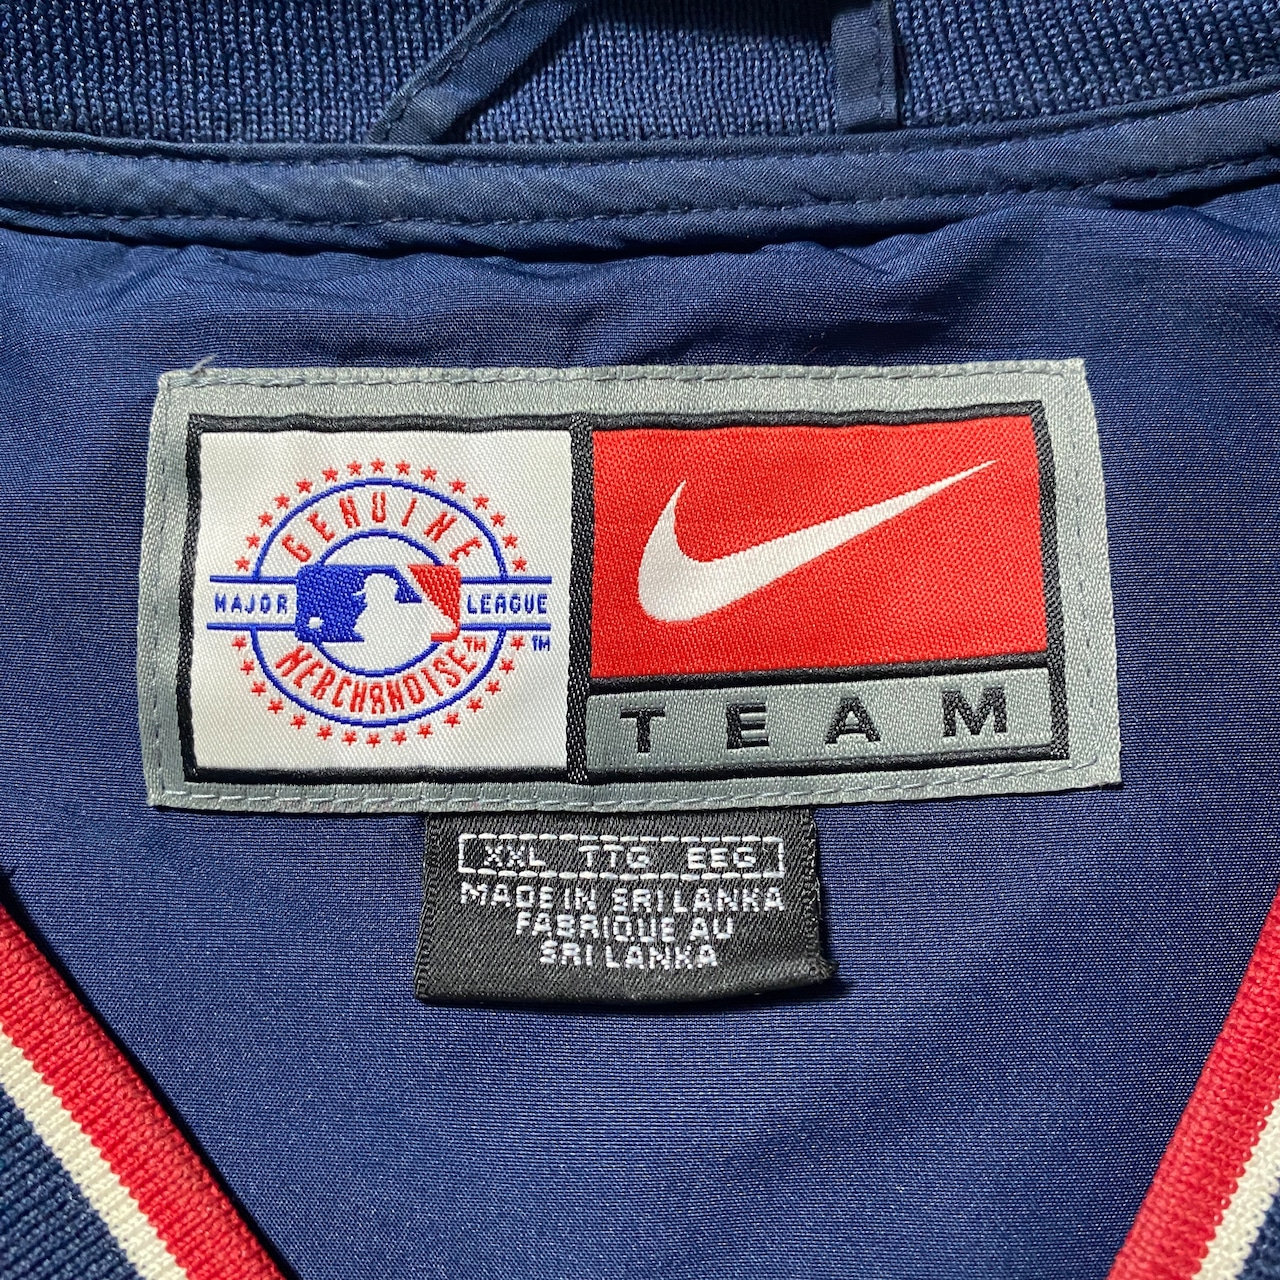 GENUINE
MAJOR LEAGUE
MERCHANDISE™
™
TEAM
XXL TTG EEG
MADE IN SRI LANKA
FABRIQUE AU
SRI LANKA